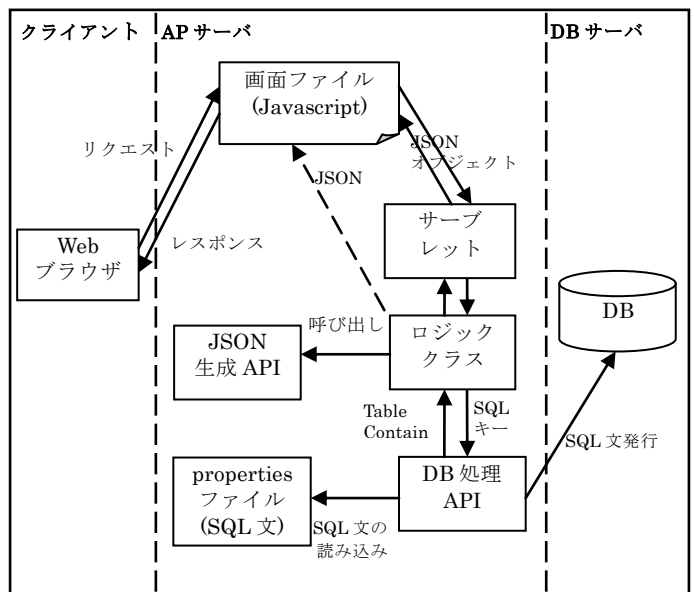 クライアント
APサーバ
DBサーバ
画面ファイル
(Javascript)
リクエスト
レスポンス
JSON
オブジェクト
JSON
サーブ
レット
Web
ブラウザ
DB
呼び出し
JSON
生成 API
ロジック
クラス
Table
Contain
SQL
キー
SQL 文発行
properties
ファイル
(SQL 文)
DB 処理
API
SQL 文の
読み込み